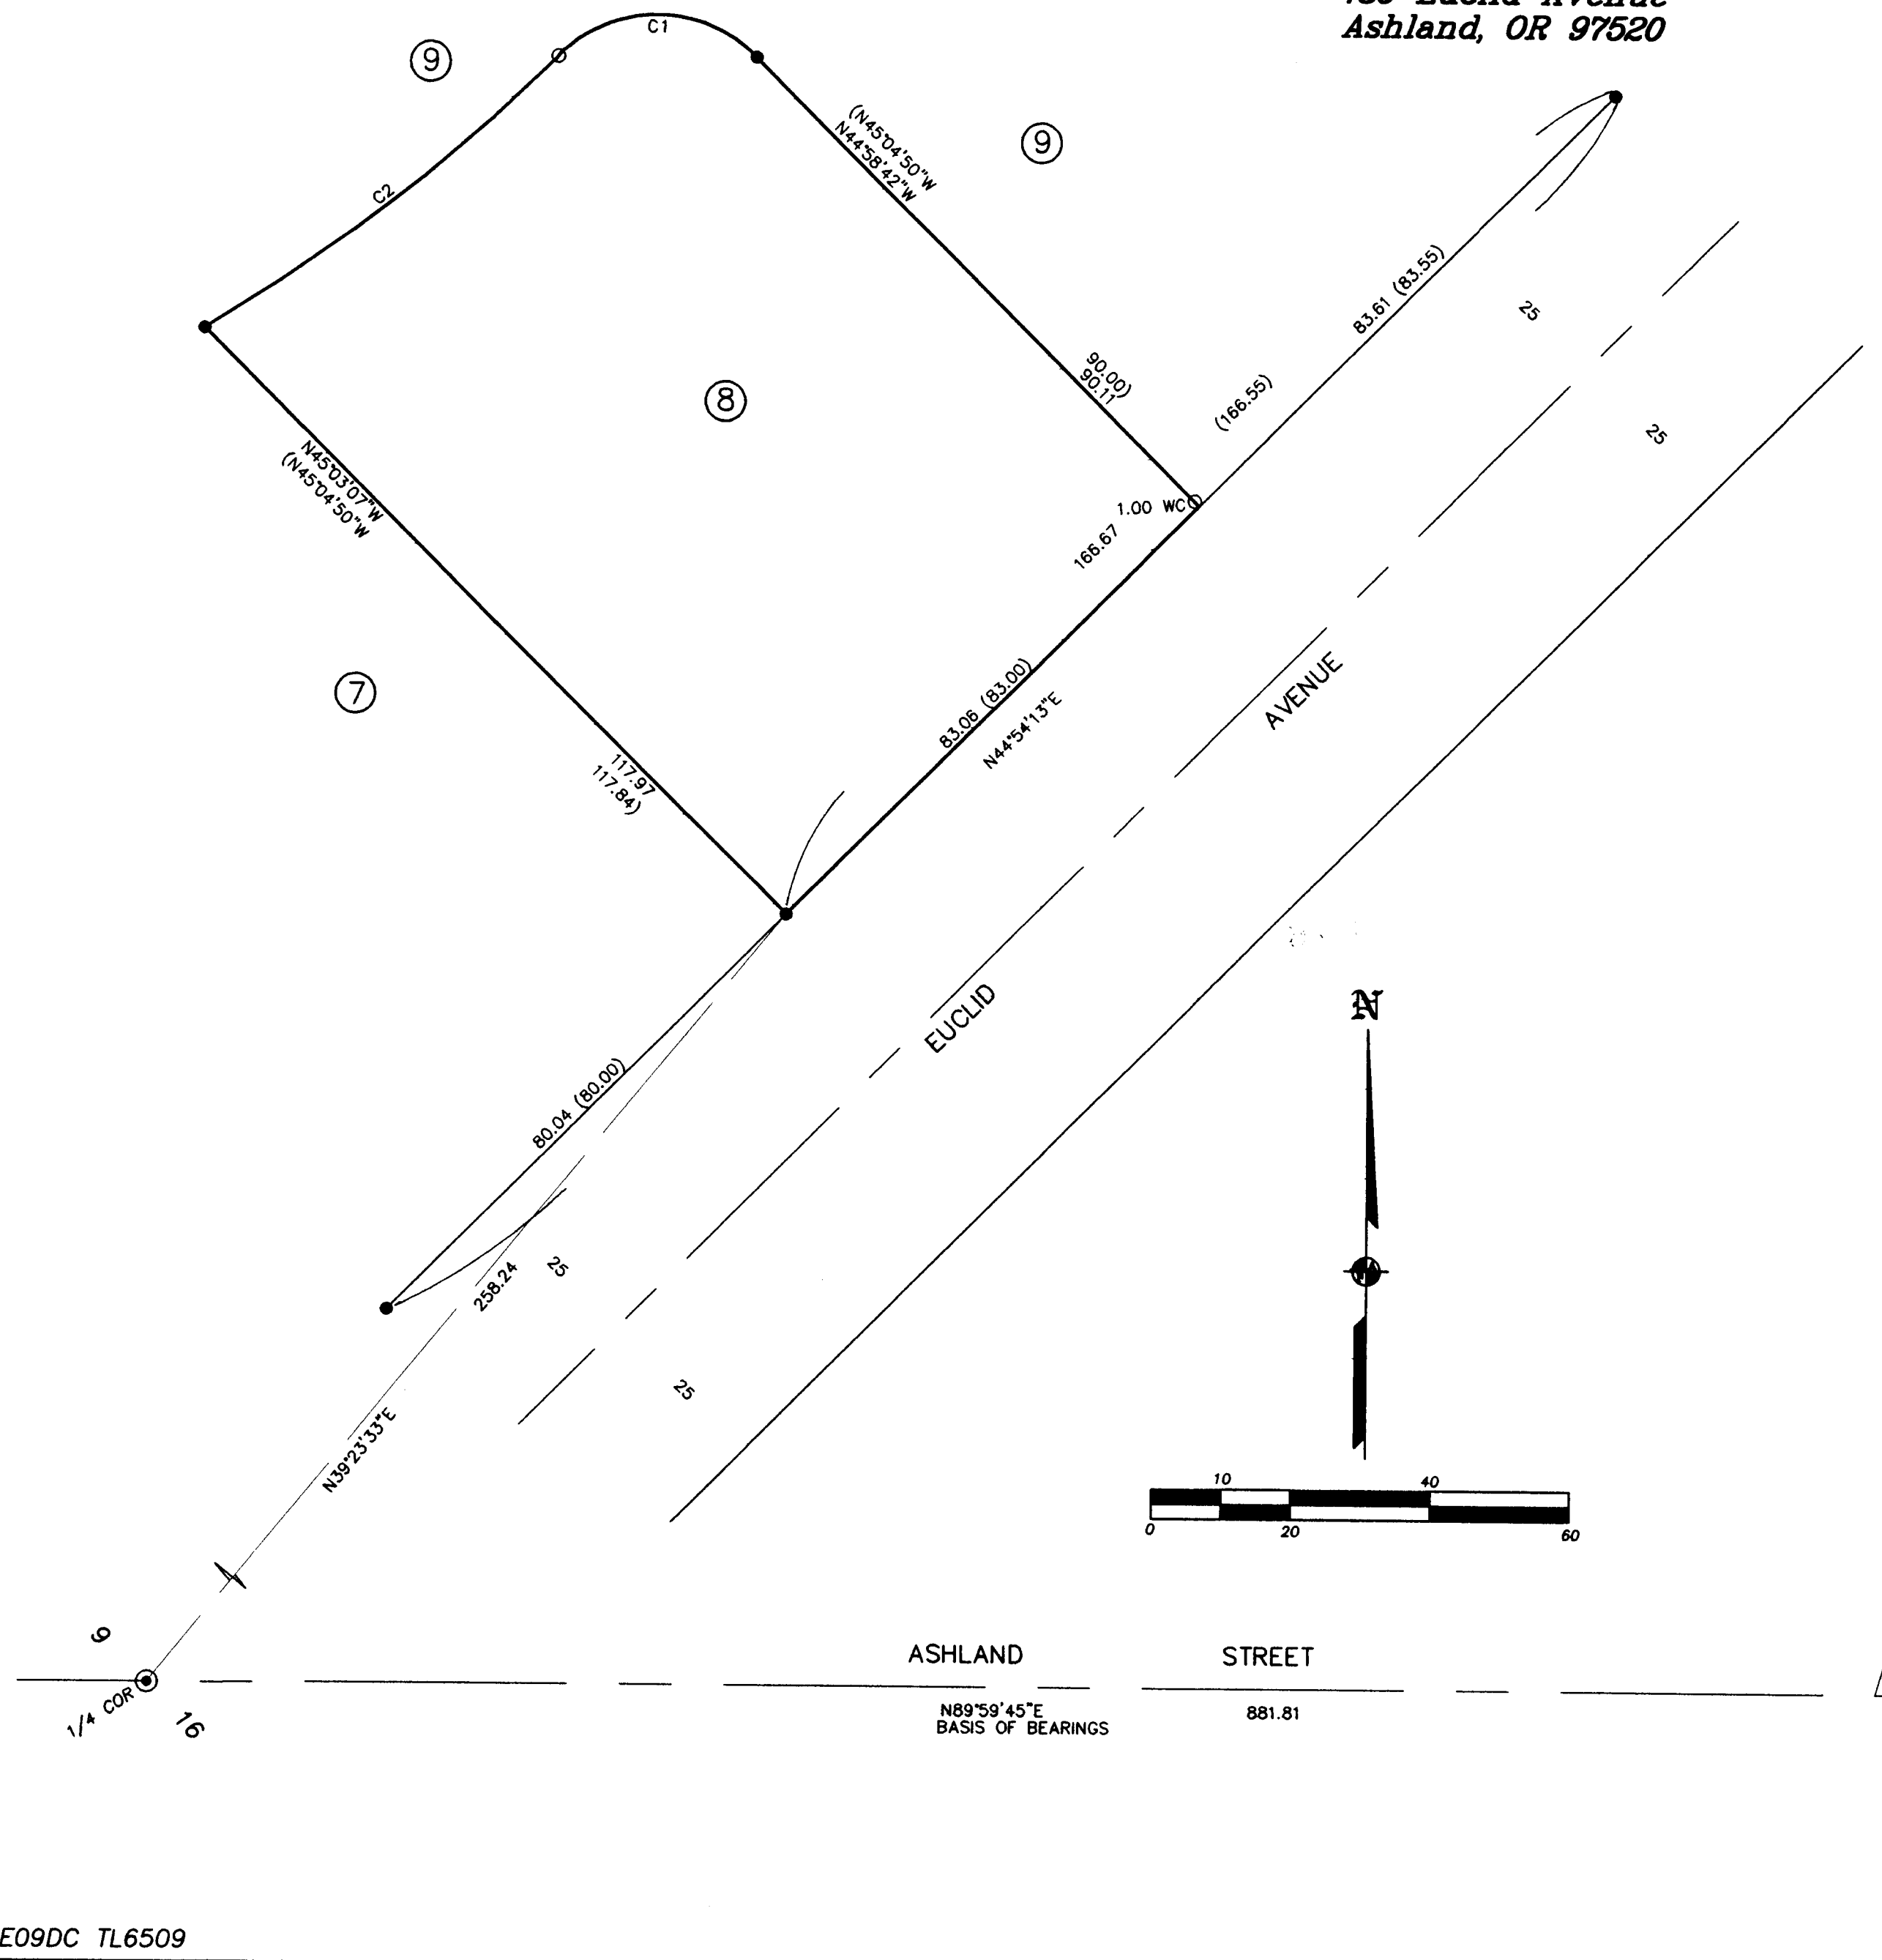 Ashland, OR 97520
C1
9
(N45°04'50"W
N44°58'42"W
9
C2
83.61 (83.55)
25
90.00)
90.11
(166.55)
25
8
N45°03'07"W
(N45°04'50"W
1.00 WC
166.67
7
83.06 (83.00)
N44°54'13"E
AVENUE
117.97
117.84)
EUCLID
N
80.04 (80.00)
258.24
25
25
N39°23'33"E
10
40
0
20
60
9
1/4 COR
16
ASHLAND STREET
N89°59'45"E
881.81
BASIS OF BEARINGS
E09DC TL6509